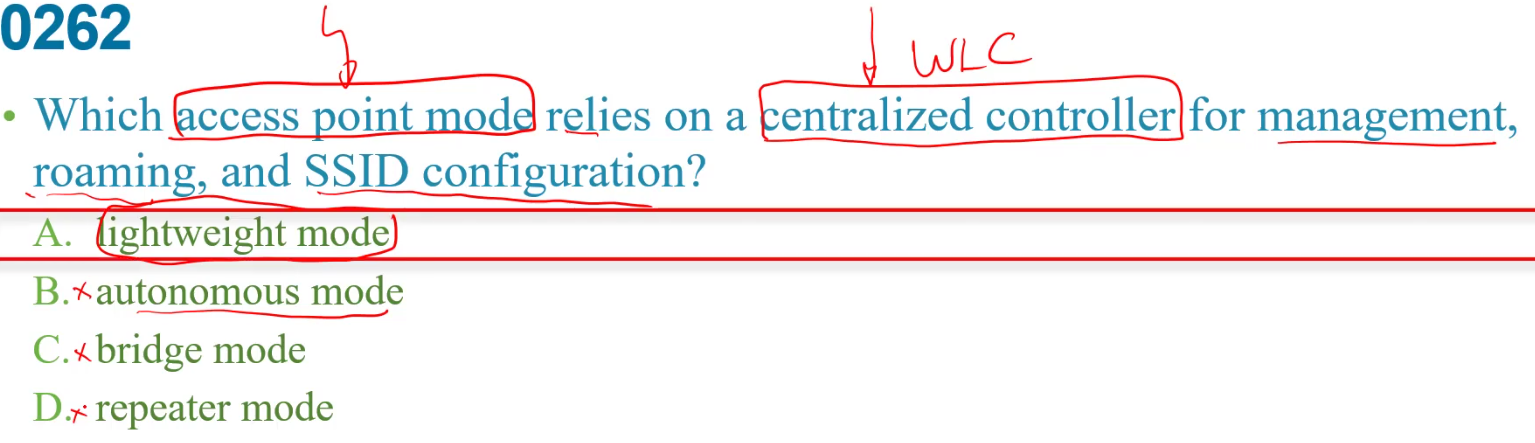 0262
WLC
• Which access point mode relies on a centralized controller for management,
roaming, and SSID configuration?
A. lightweight mode
B. autonomous mode
C. bridge mode
D. repeater mode